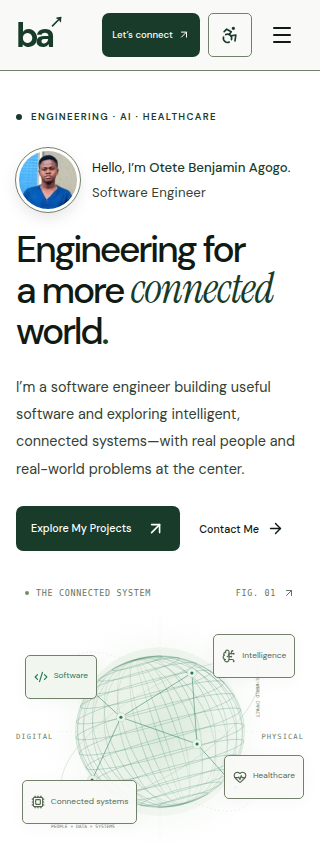 ba
Let's connect
ENGINEERING · AI · HEALTHCARE
Hello, I'm Otete Benjamin Agogo.
Software Engineer
Engineering for
a more connected
world.
I'm a software engineer building useful
software and exploring intelligent,
connected systems—with real people and
real-world problems at the center.
Explore My Projects
Contact Me
THE CONNECTED SYSTEM
FIG. 01
Intelligence
Software
DIGITAL
PHYSICAL
Healthcare
Connected systems
PEOPLE + DATA + SYSTEMS